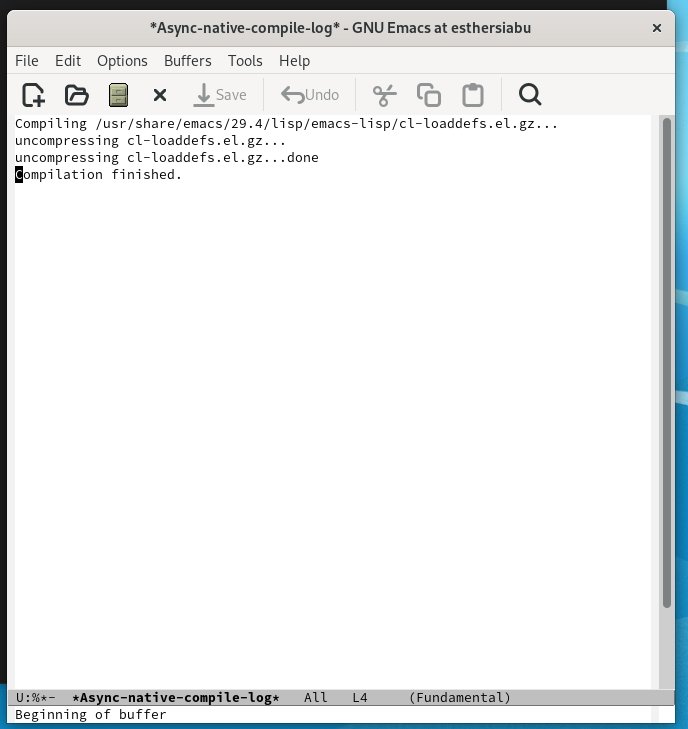 *Async-native-compile-log* - GNU Emacs at esthersiabu
File Edit Options Buffers Tools Help
Save Undo
Compiling /usr/share/emacs/29.4/lisp/emacs-lisp/cl-loaddefs.el.gz...
uncompressing cl-loaddefs.el.gz...
uncompressing cl-loaddefs.el.gz...done
Compilation finished.
U:%*-  *Async-native-compile-log*   All   L4     (Fundamental)
Beginning of buffer